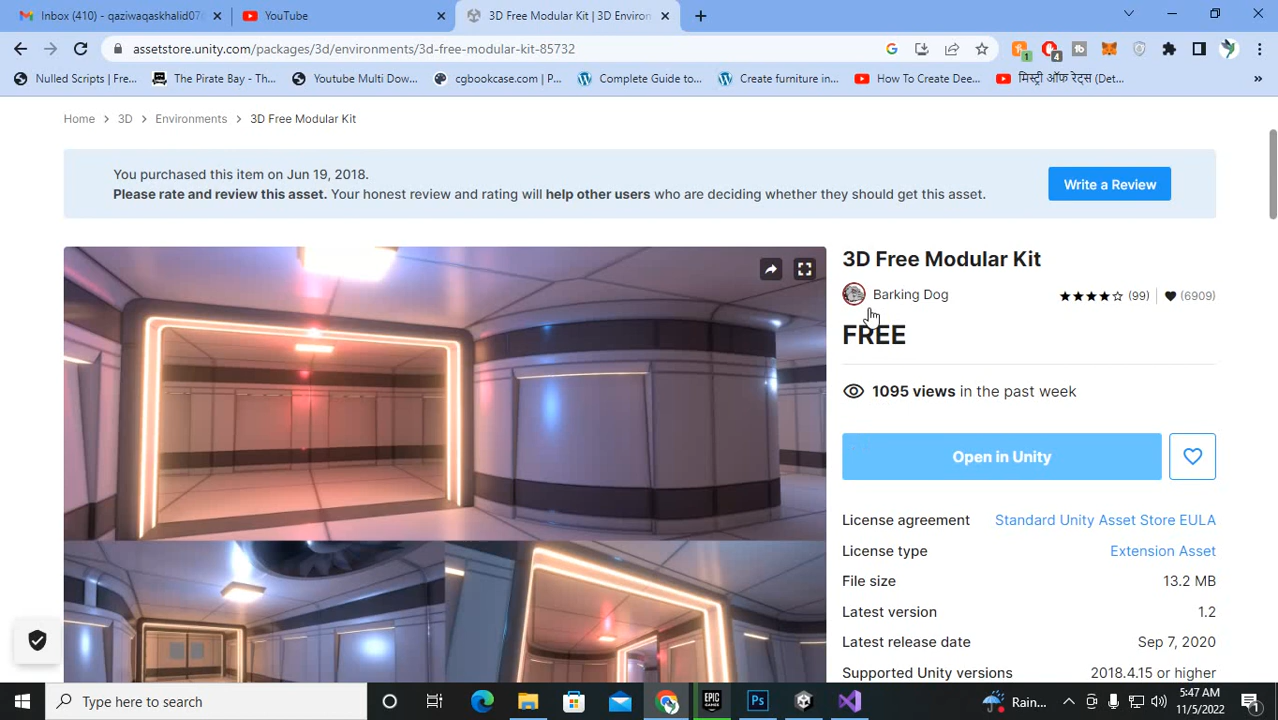 Inbox (410) - qaziwaqaskhalid07
YouTube
3D Free Modular Kit | 3D Environ
assetstore.unity.com/packages/3d/environments/3d-free-modular-kit-85732
1
4
Nulled Scripts | Fre...
The Pirate Bay - Th...
Youtube Multi Dow...
cgbookcase.com | P...
Complete Guide to...
Create furniture in...
How To Create Dee...
मिस्ट्री ऑफ रेट्स (Det...
»
Home > 3D > Environments > 3D Free Modular Kit
You purchased this item on Jun 19, 2018.
Please rate and review this asset. Your honest review and rating will help other users who are deciding whether they should get this asset.
Write a Review
3D Free Modular Kit
Barking Dog
(99)
(6909)
FREE
1095 views in the past week
Open in Unity
License agreement
Standard Unity Asset Store EULA
License type
Extension Asset
File size
13.2 MB
Latest version
1.2
Latest release date
Sep 7, 2020
Supported Unity versions
2018.4.15 or higher
Type here to search
EPIC GAMES
Ps
Rain...
5:47 AM
11/5/2022
1